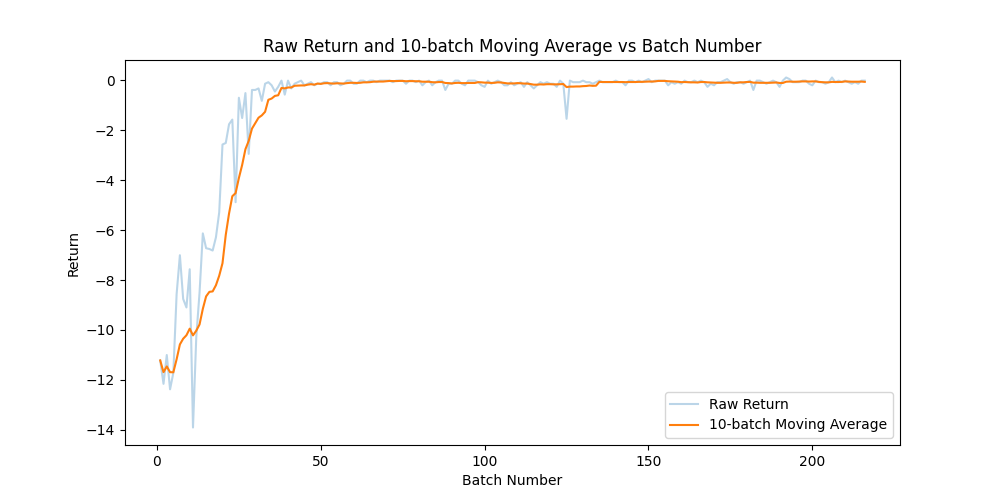 Raw Return and 10-batch Moving Average vs Batch Number
Return
0
−2
−4
−6
−8
−10
−12
−14
0 50 100 150 200
Batch Number
Raw Return
10-batch Moving Average